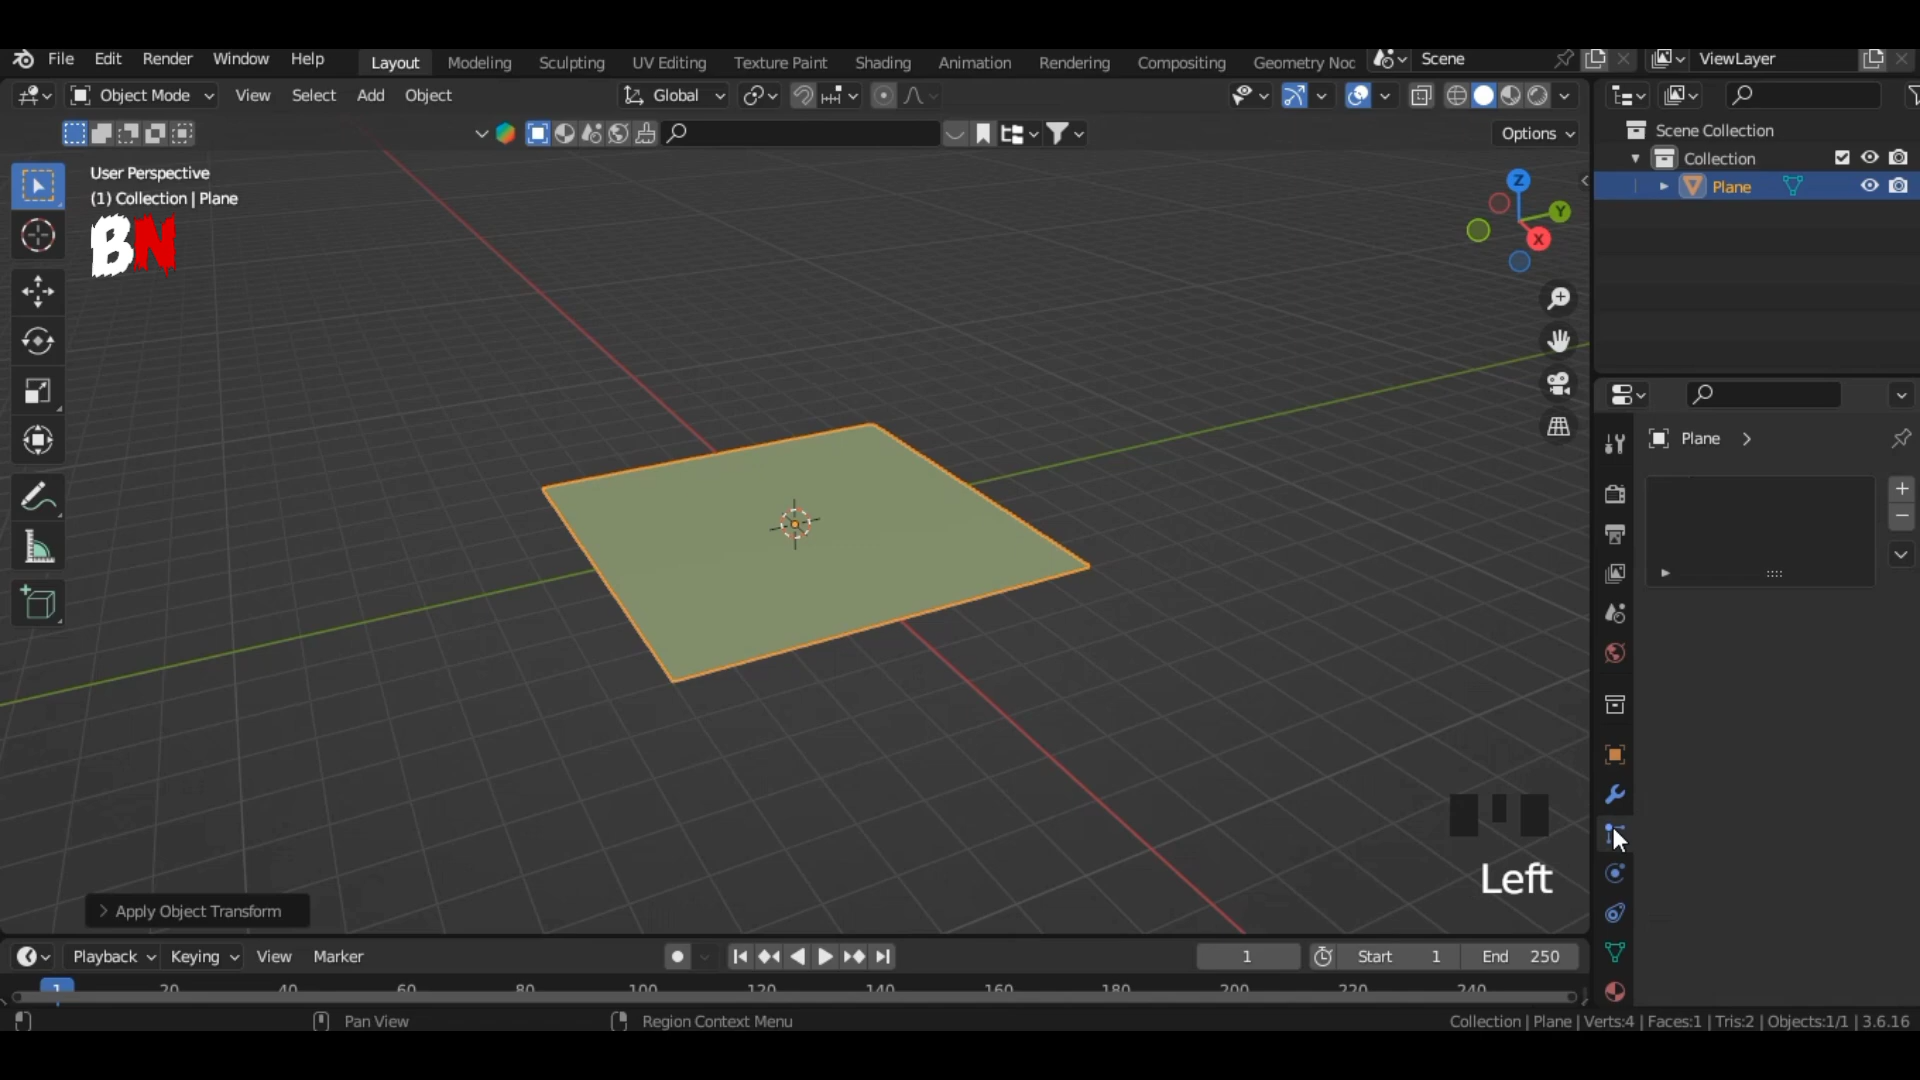 File Edit Render Window Help Layout Modeling Sculpting UV Editing Texture Paint Shading Animation Rendering Compositing Geometry Noc Scene ViewLayer
Object Mode View Select Add Object Global
Options
User Perspective
(1) Collection | Plane
BN
Z
Y
X
Scene Collection
Collection
Plane
Plane
Left
Apply Object Transform
Playback Keying View Marker 1 Start 1 End 250
1 20 40 60 80 100 120 140 160 180 200 220 240
Pan View Region Context Menu Collection | Plane | Verts:4 | Faces:1 | Tris:2 | Objects:1/1 | 3.6.16